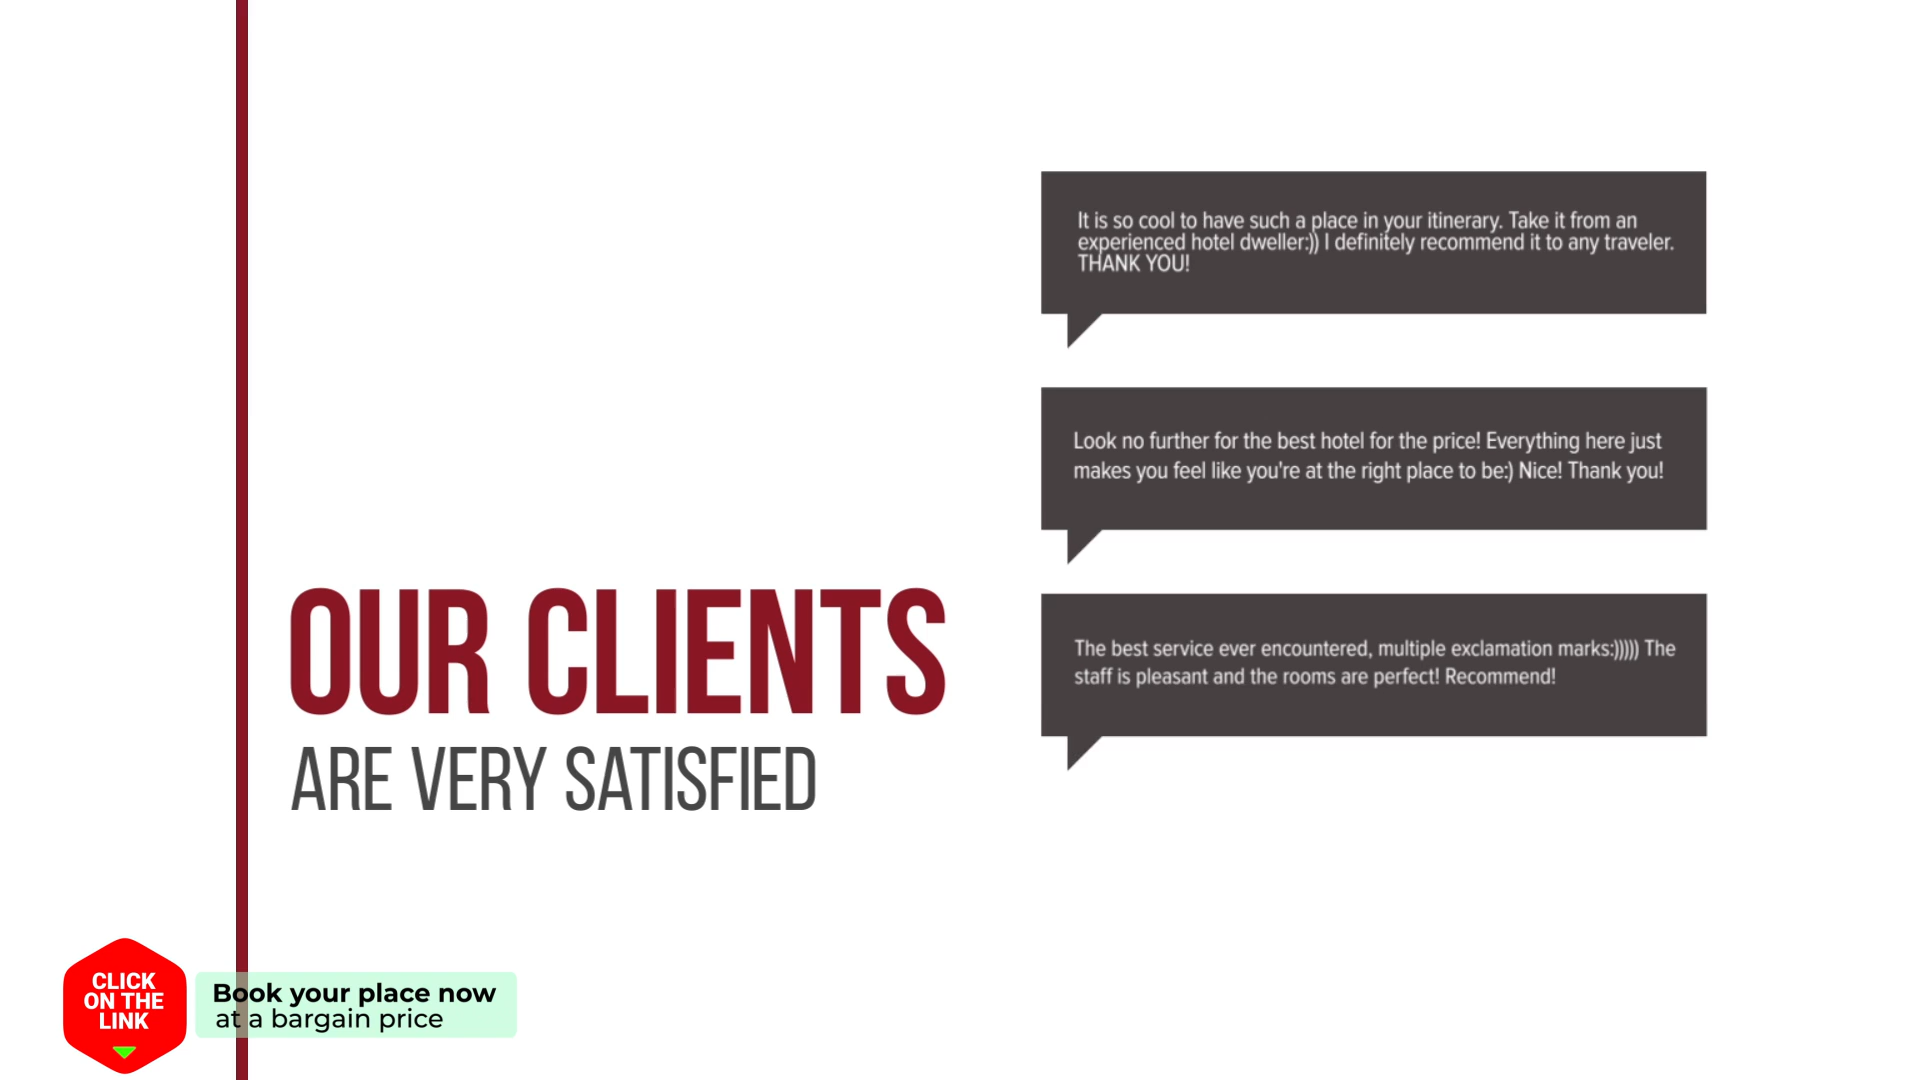 It is so cool to have such a place in your itinerary. Take it from an
experienced hotel dweller:)) I definitely recommend it to any traveler.
THANK YOU!
Look no further for the best hotel for the price! Everything here just
makes you feel like you're at the right place to be:) Nice! Thank you!
The best service ever encountered, multiple exclamation marks:))))) The
staff is pleasant and the rooms are perfect! Recommend!
OUR CLIENTS
ARE VERY SATISFIED
CLICK
ON THE
LINK
Book your place now
at a bargain price